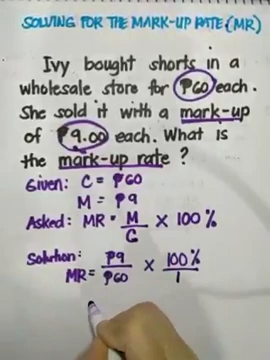 SOLVING FOR THE MARK-UP RATE (MR)
Ivy bought shorts in a
wholesale store for ₱60 each.
She sold it with a mark-up
of ₱9.00 each. What is
the mark-up rate ?
Given: C = ₱60
M = ₱9
Asked: MR = M/C × 100%
Solution:
MR = ₱9/₱60 × 100%/1